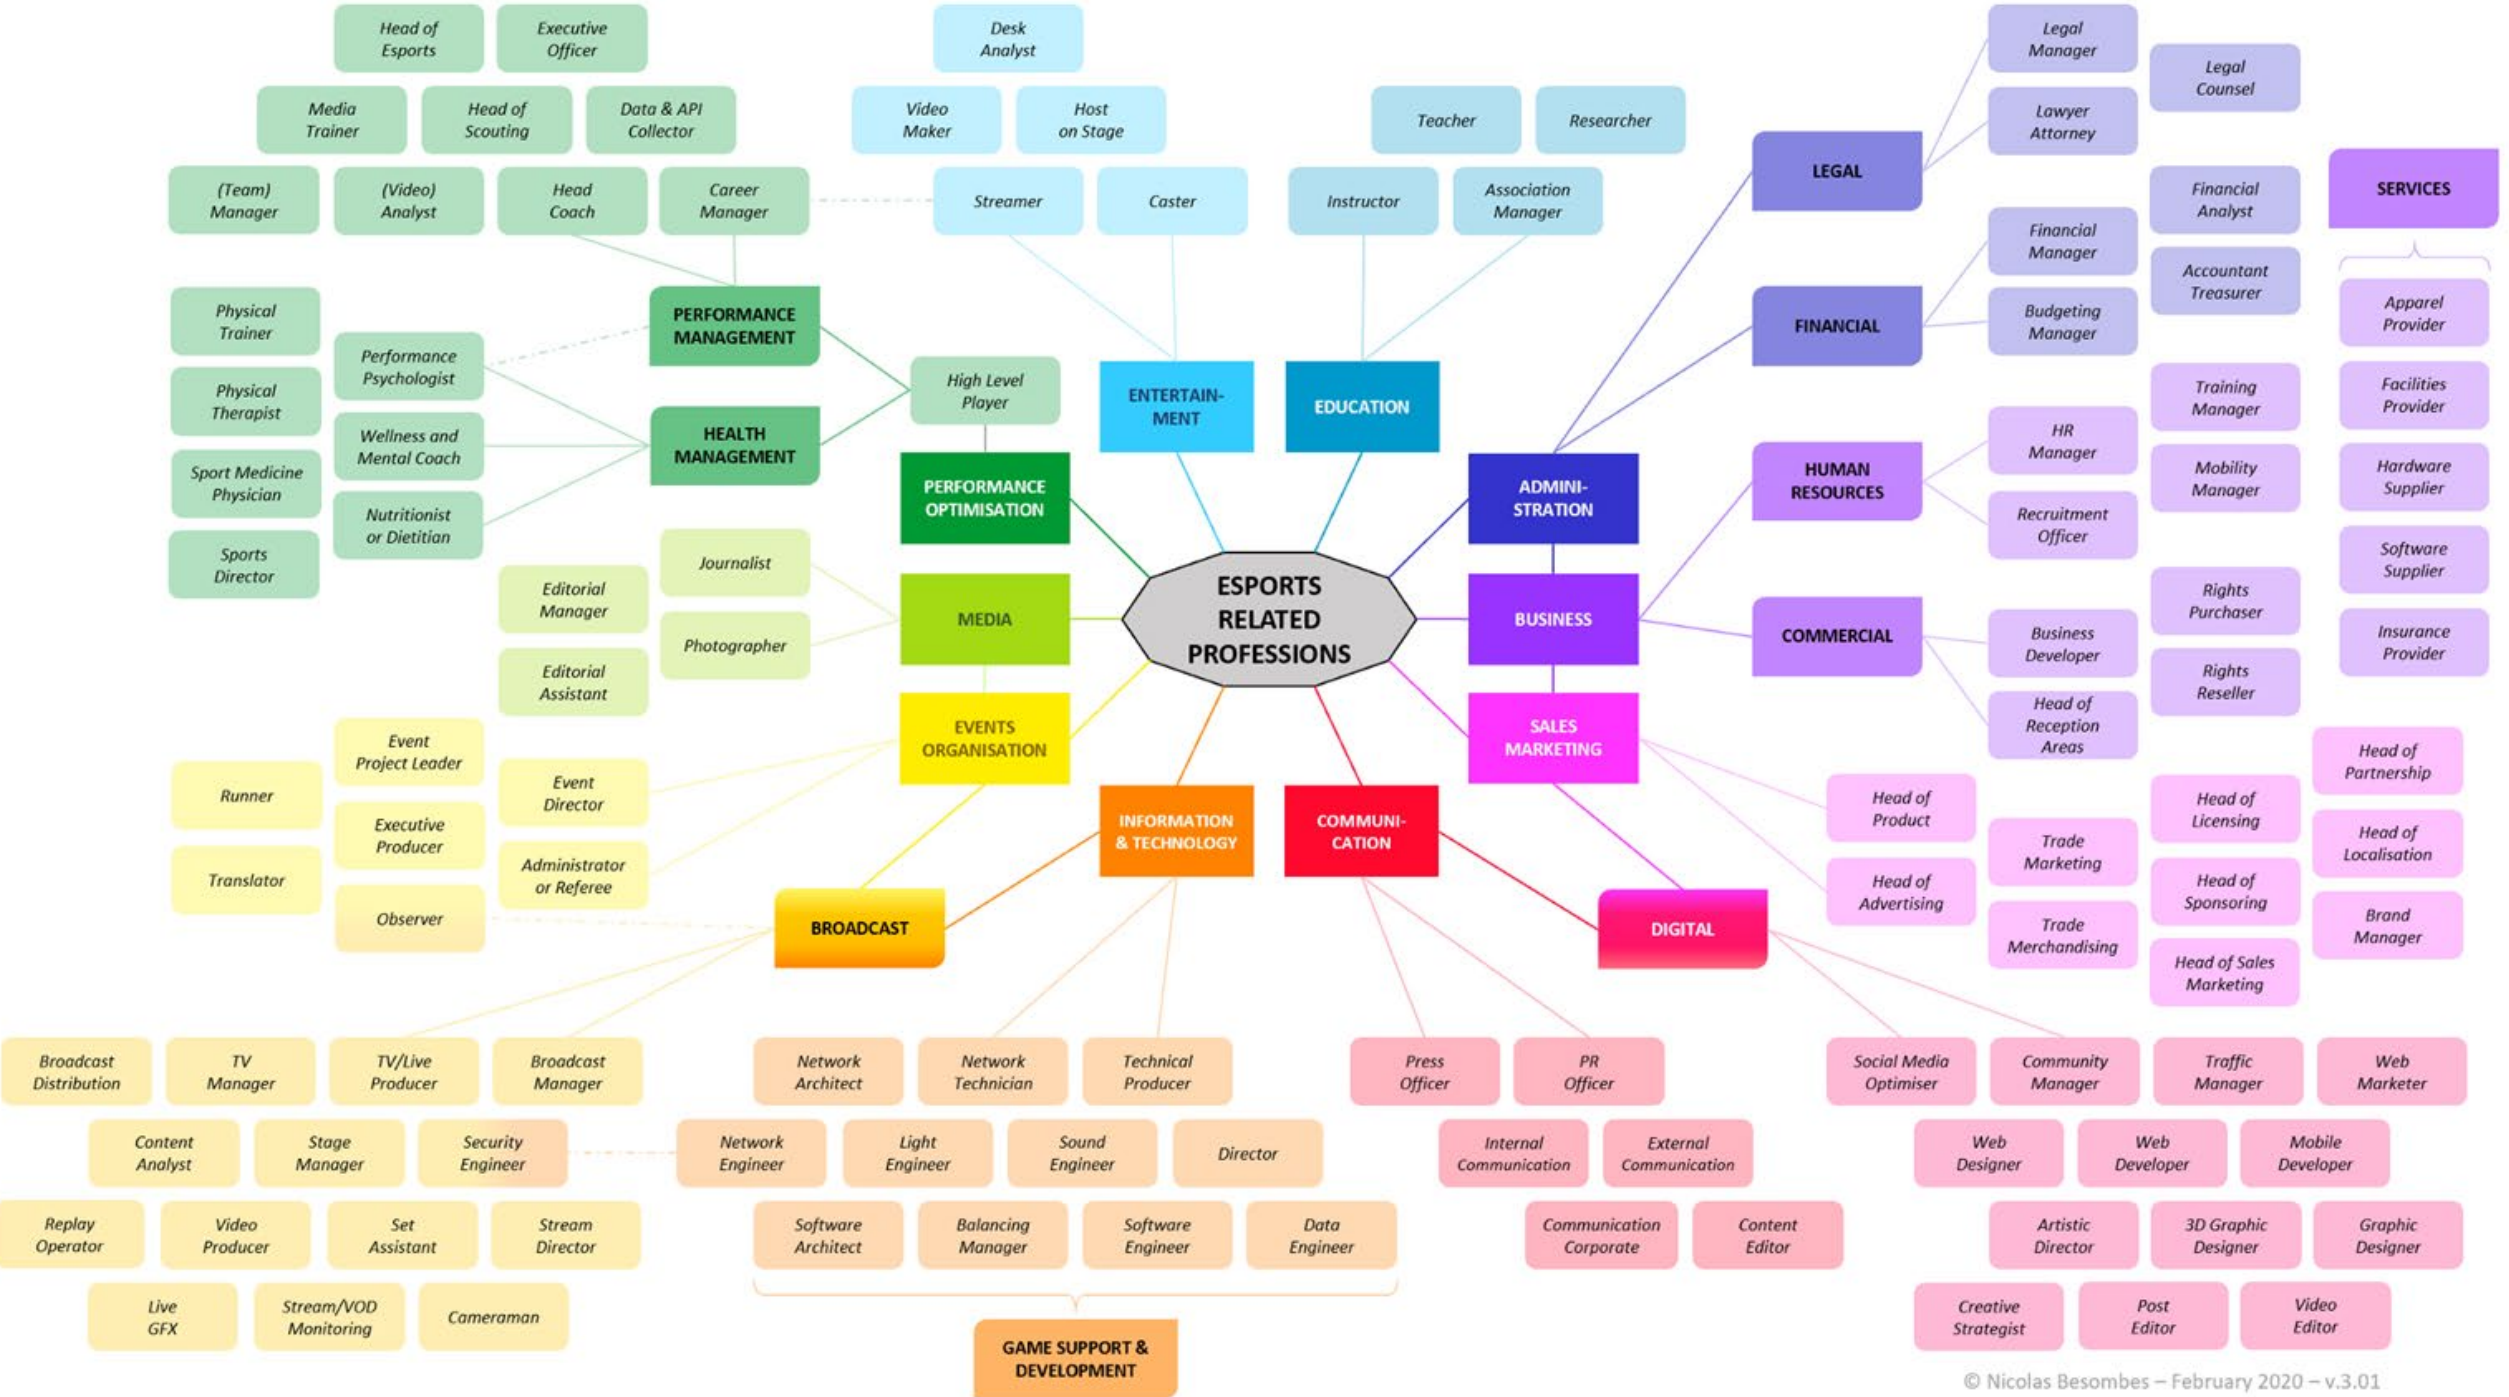 Head of
Esports
Executive
Officer
Media
Trainer
Head of
Scouting
Data & API
Collector
(Team)
Manager
(Video)
Analyst
Head
Coach
Career
Manager
Desk
Analyst
Video
Maker
Host
on Stage
Streamer
Caster
Teacher
Researcher
Instructor
Association
Manager
Legal
Manager
Legal
Counsel
Lawyer
Attorney
LEGAL
Financial
Analyst
Financial
Manager
Accountant
Treasurer
Budgeting
Manager
FINANCIAL
SERVICES
Apparel
Provider
Facilities
Provider
Hardware
Supplier
Software
Supplier
Insurance
Provider
Physical
Trainer
Performance
Psychologist
PERFORMANCE
MANAGEMENT
Physical
Therapist
Wellness and
Mental Coach
HEALTH
MANAGEMENT
High Level
Player
Sport Medicine
Physician
Nutritionist
or Dietitian
Sports
Director
ENTERTAIN-
MENT
EDUCATION
PERFORMANCE
OPTIMISATION
ADMINI-
STRATION
HUMAN
RESOURCES
Training
Manager
HR
Manager
Mobility
Manager
Recruitment
Officer
Journalist
Editorial
Manager
Photographer
Editorial
Assistant
MEDIA
ESPORTS
RELATED
PROFESSIONS
BUSINESS
COMMERCIAL
Rights
Purchaser
Business
Developer
Rights
Reseller
Head of
Reception
Areas
EVENTS
ORGANISATION
SALES
MARKETING
Event
Project Leader
Runner
Event
Director
Executive
Producer
Translator
Administrator
or Referee
Observer
BROADCAST
INFORMATION
& TECHNOLOGY
COMMUNI-
CATION
DIGITAL
Head of
Product
Head of
Advertising
Trade
Marketing
Trade
Merchandising
Head of
Licensing
Head of
Sponsoring
Head of Sales
Marketing
Head of
Partnership
Head of
Localisation
Brand
Manager
Broadcast
Distribution
TV
Manager
TV/Live
Producer
Broadcast
Manager
Content
Analyst
Stage
Manager
Security
Engineer
Replay
Operator
Video
Producer
Set
Assistant
Stream
Director
Live
GFX
Stream/VOD
Monitoring
Cameraman
Network
Architect
Network
Technician
Technical
Producer
Network
Engineer
Light
Engineer
Sound
Engineer
Director
Software
Architect
Balancing
Manager
Software
Engineer
Data
Engineer
GAME SUPPORT &
DEVELOPMENT
Press
Officer
PR
Officer
Internal
Communication
External
Communication
Communication
Corporate
Content
Editor
Social Media
Optimiser
Community
Manager
Traffic
Manager
Web
Marketer
Web
Designer
Web
Developer
Mobile
Developer
Artistic
Director
3D Graphic
Designer
Graphic
Designer
Creative
Strategist
Post
Editor
Video
Editor
© Nicolas Besombes – February 2020 – v.3.01